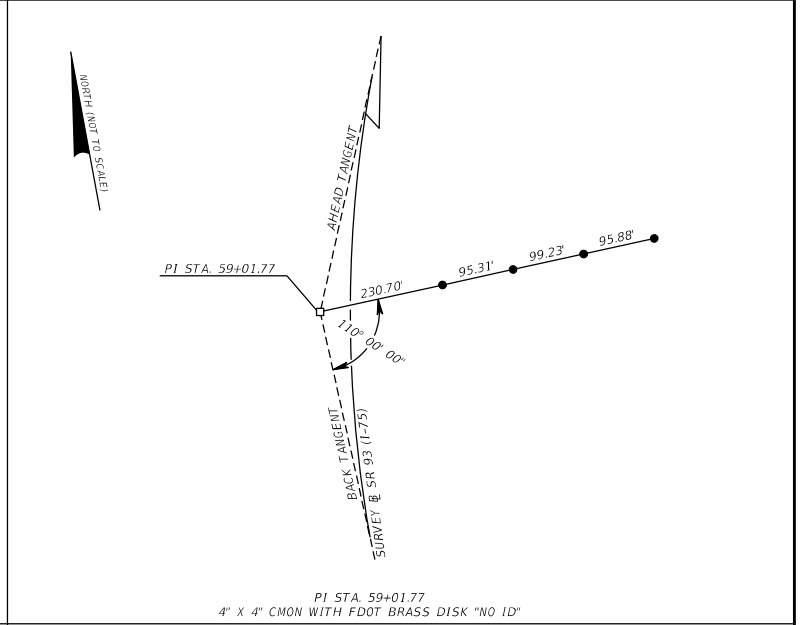 NORTH (NOT TO SCALE)
AHEAD TANGENT
PI STA. 59+01.77
230.70'
95.31'
99.23'
95.88'
110° 00' 00"
BACK TANGENT
SURVEY ℄ SR 93 (I-75)
PI STA. 59+01.77
4" X 4" CMON WITH FDOT BRASS DISK "NO ID"